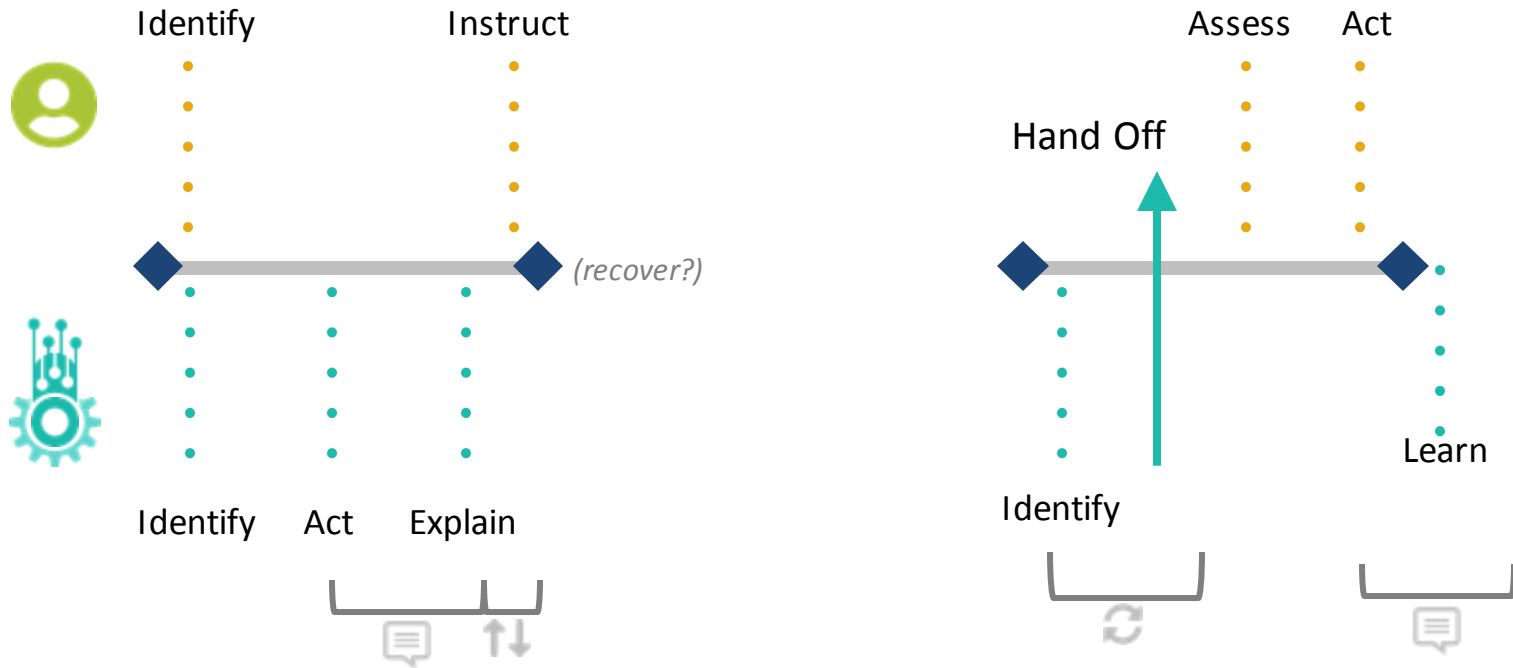 Identify
Instruct
(recover?)
Identify
Act
Explain
Assess
Act
Hand Off
Learn
Identify